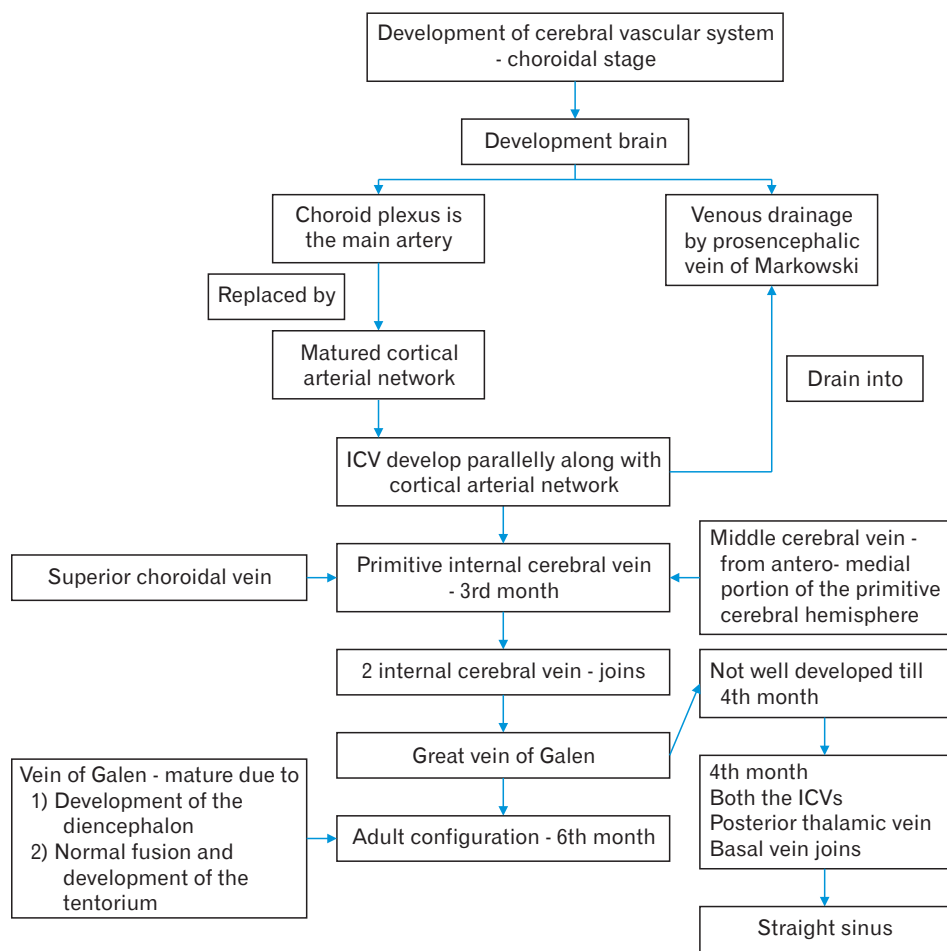 Development of cerebral vascular system
- choroidal stage
Development brain
Choroid plexus is
the main artery
Venous drainage
by prosencephalic
vein of Markowski
Replaced by
Matured cortical
arterial network
Drain into
ICV develop parallelly along with
cortical arterial network
Superior choroidal vein
Primitive internal cerebral vein
- 3rd month
Middle cerebral vein -
from antero- medial
portion of the primitive
cerebral hemisphere
2 internal cerebral vein - joins
Not well developed till
4th month
Great vein of Galen
Vein of Galen - mature due to
1) Development of the
diencephalon
2) Normal fusion and
development of the
tentorium
Adult configuration - 6th month
4th month
Both the ICVs
Posterior thalamic vein
Basal vein joins
Straight sinus